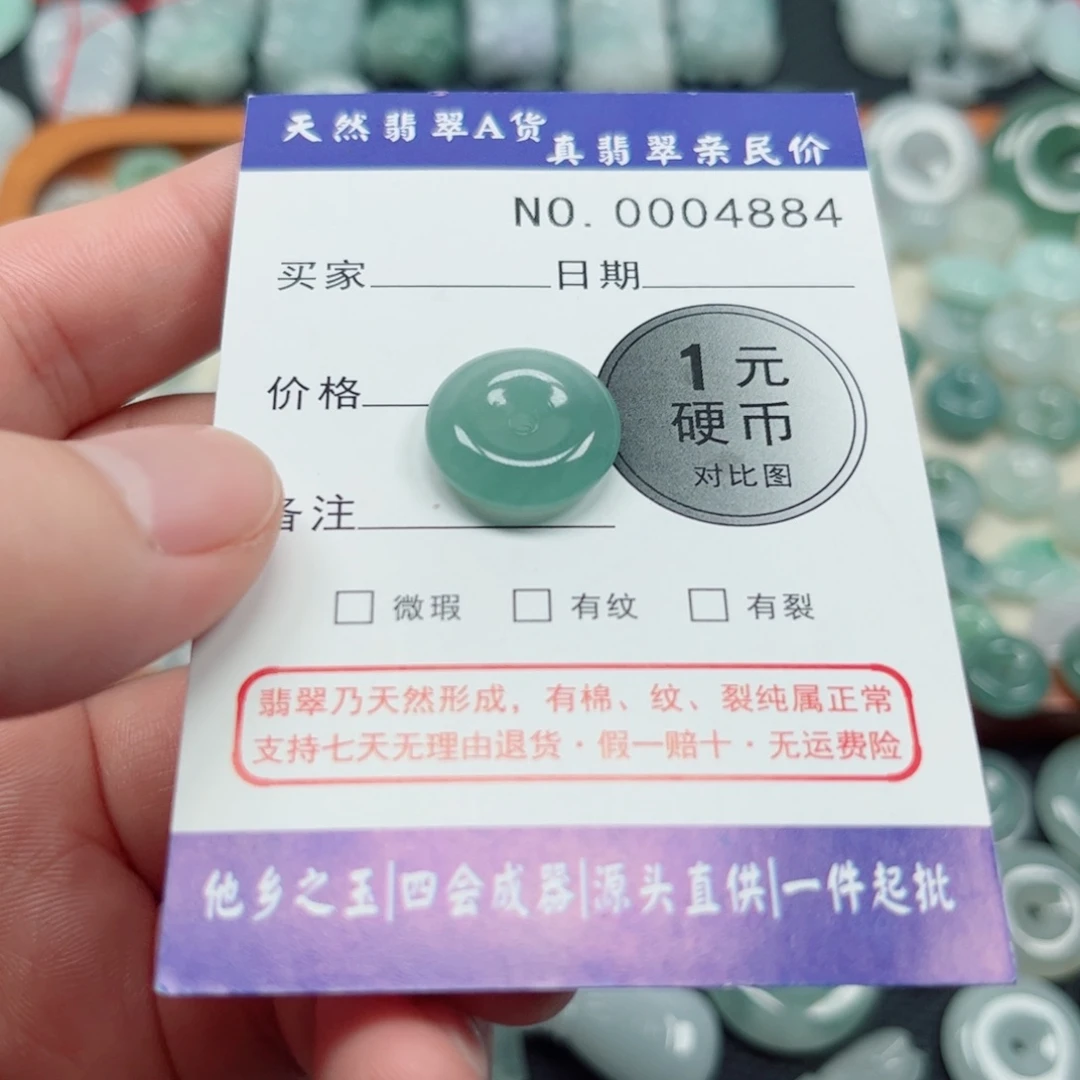 天然翡翠A货
真翡翠亲民价
NO. 0004884
买家 日期
价格
1元
硬币
对比图
备注
微瑕 有纹 有裂
翡翠乃天然形成，有棉、纹、裂纯属正常
支持七天无理由退货·假一赔十·无运费险
他乡之玉|四会成器|源头直供|一件起批